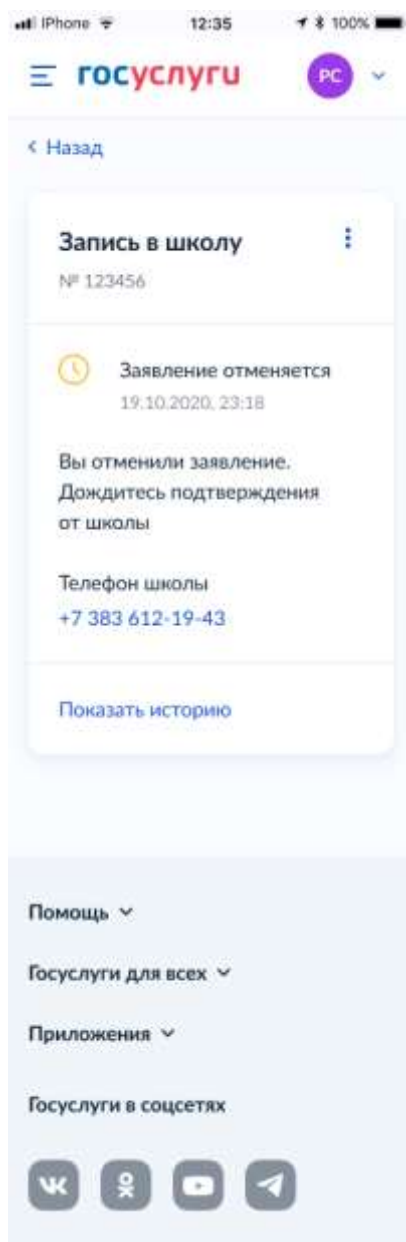 iPhone 12:35 100%
госуслуги РС
Назад
Запись в школу
№ 123456
Заявление отменяется
19.10.2020, 23:18
Вы отменили заявление.
Дождитесь подтверждения
от школы
Телефон школы
+7 383 612-19-43
Показать историю
Помощь
Госуслуги для всех
Приложения
Госуслуги в соцсетях